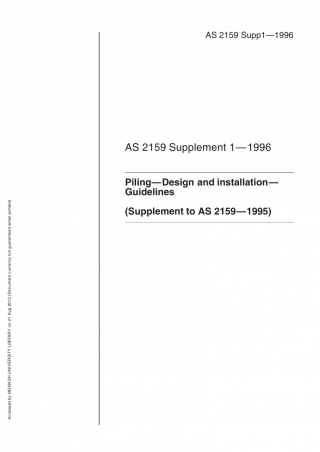 AS 2159 Supp1—1996
AS 2159 Supplement 1—1996
Piling—Design and installation—
Guidelines
(Supplement to AS 2159—1995)
Accessed by MONASH UNIVERSITY LIBRARY on 21 Aug 2013 (Document currency not guaranteed when printed)